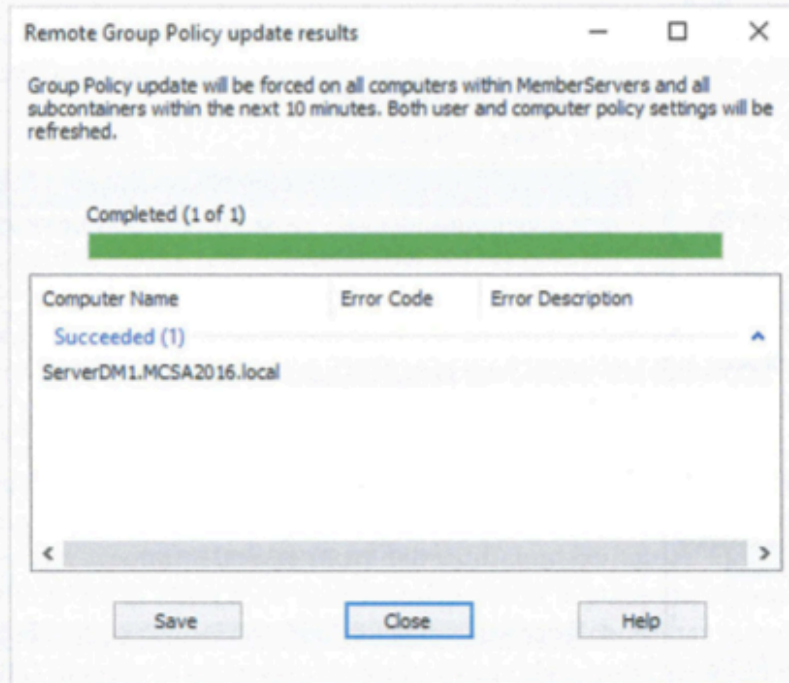 Remote Group Policy update results
Group Policy update will be forced on all computers within MemberServers and all
subcontainers within the next 10 minutes. Both user and computer policy settings will be
refreshed.
Completed (1 of 1)
Computer Name Error Code Error Description
Succeeded (1)
ServerDM1.MCSA2016.local
Save Close Help